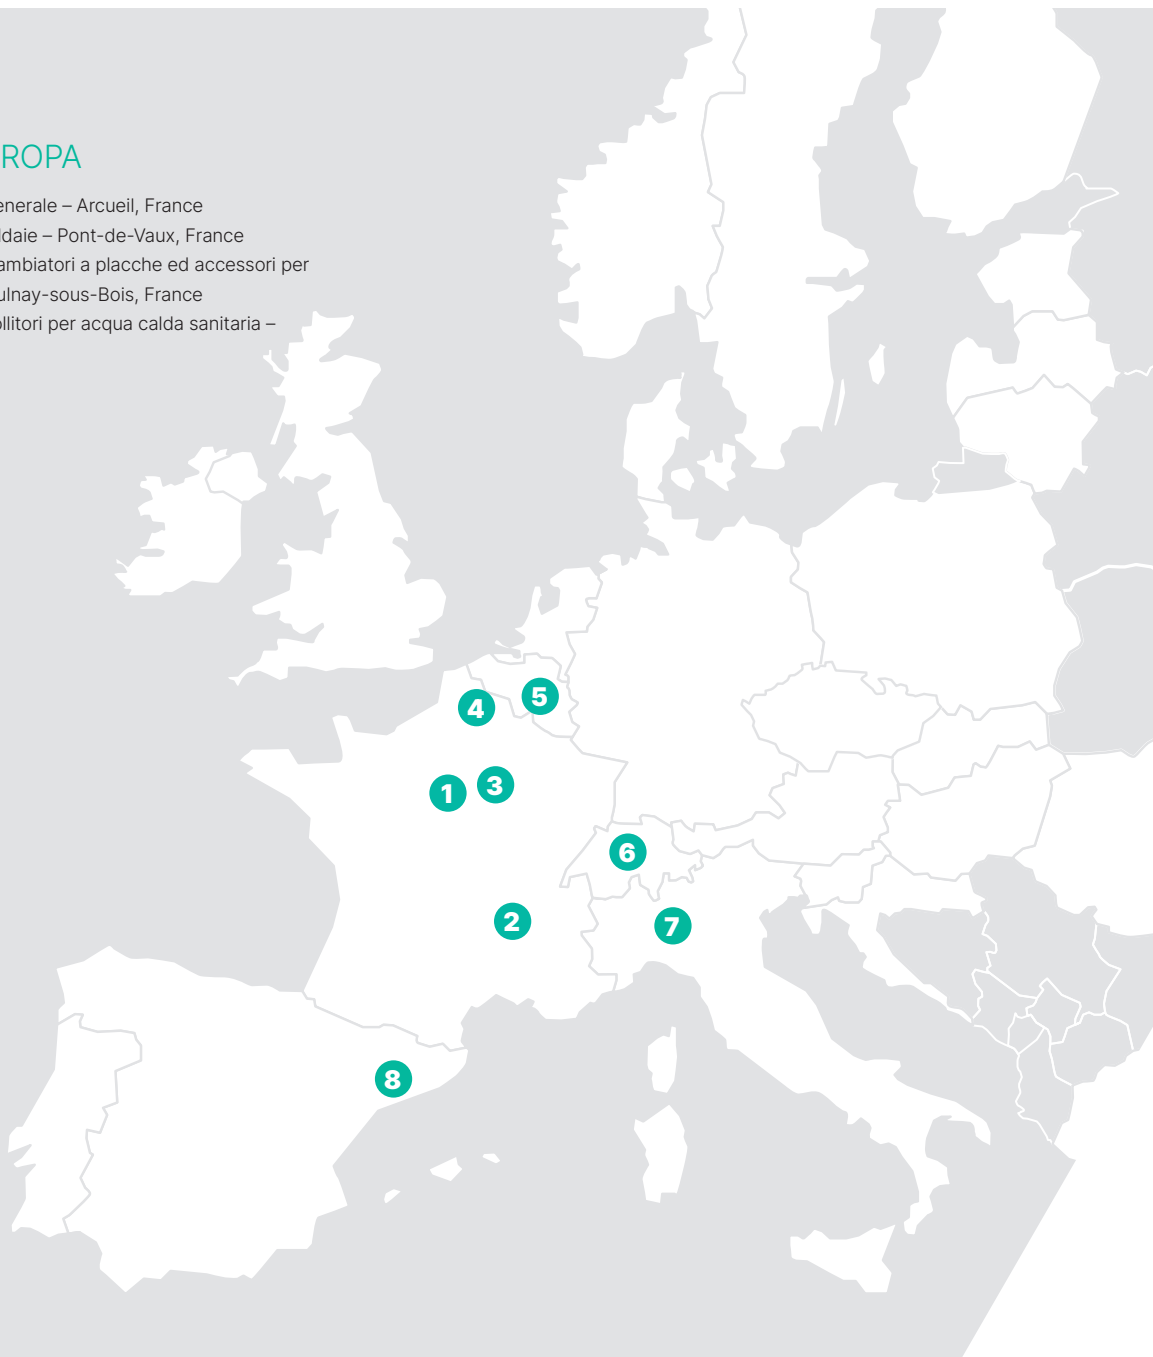 ROPA
enerale – Arcueil, France
ldaie – Pont-de-Vaux, France
ambiatori a placche ed accessori per
ulnay-sous-Bois, France
ollitori per acqua calda sanitaria –
5
4
3
1
6
2
7
8